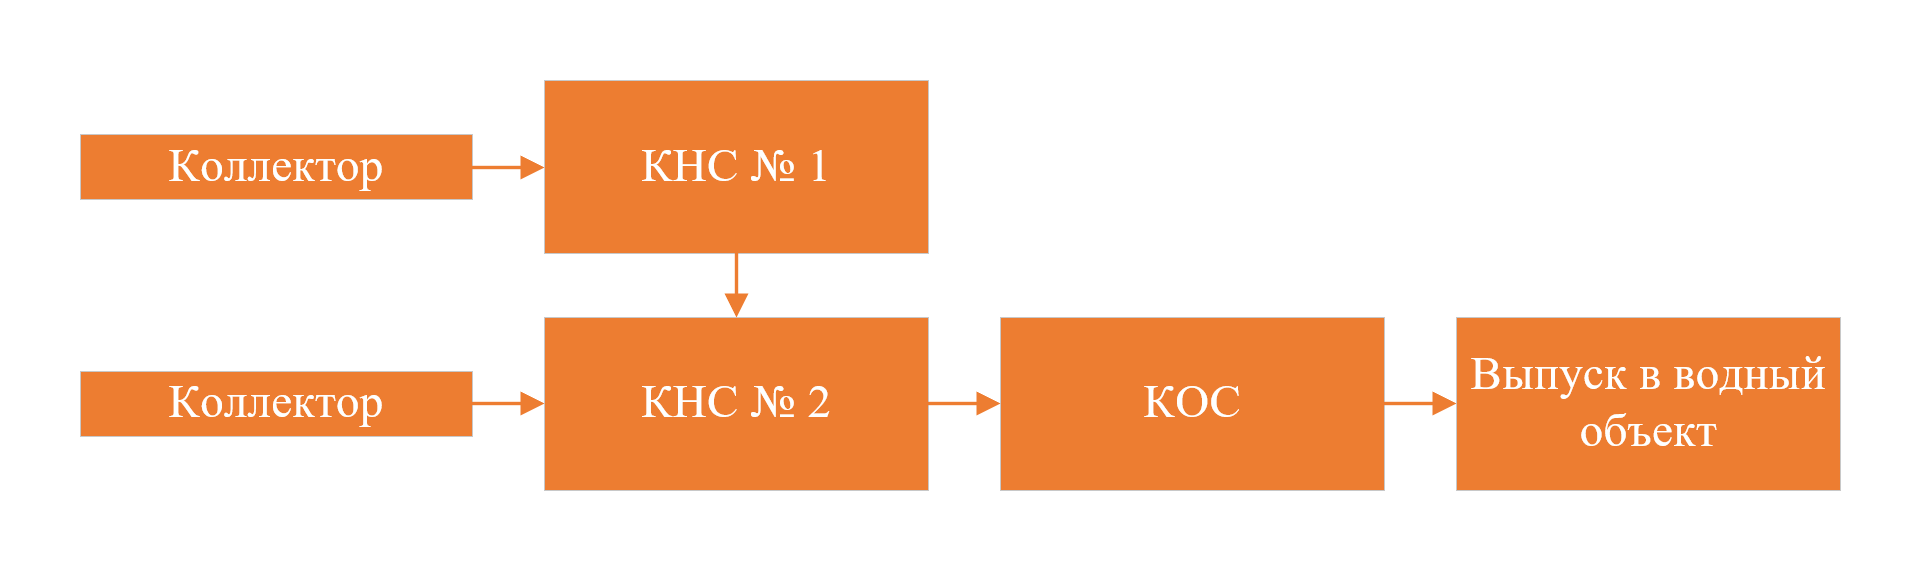 Коллектор
КНС № 1
Коллектор
КНС № 2
КОС
Выпуск в водный
объект